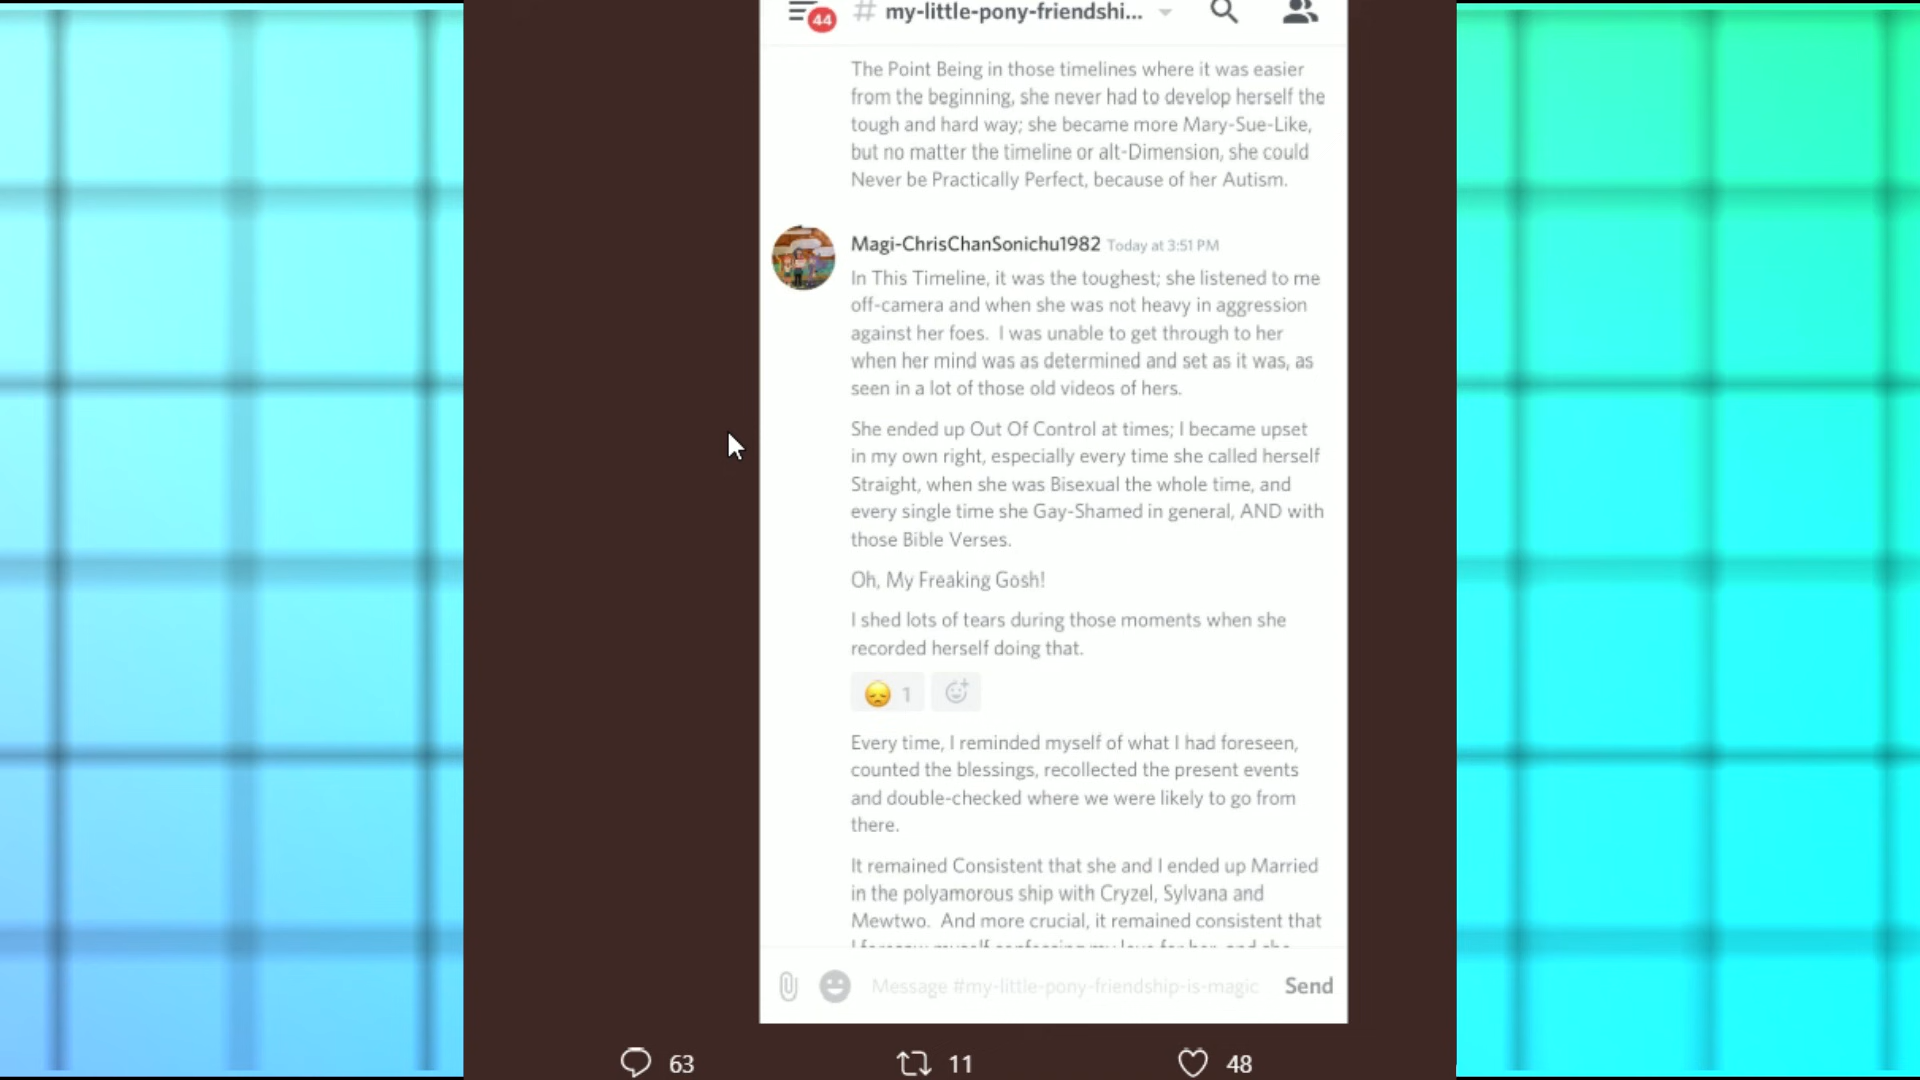 44 # my-little-pony-friendshi...
The Point Being in those timelines where it was easier
from the beginning, she never had to develop herself the
tough and hard way; she became more Mary-Sue-Like,
but no matter the timeline or alt-Dimension, she could
Never be Practically Perfect, because of her Autism.
Magi-ChrisChanSonichu1982 Today at 3:51 PM
In This Timeline, it was the toughest; she listened to me
off-camera and when she was not heavy in aggression
against her foes. I was unable to get through to her
when her mind was as determined and set as it was, as
seen in a lot of those old videos of hers.
She ended up Out Of Control at times; I became upset
in my own right, especially every time she called herself
Straight, when she was Bisexual the whole time, and
every single time she Gay-Shamed in general, AND with
those Bible Verses.
Oh, My Freaking Gosh!
I shed lots of tears during those moments when she
recorded herself doing that.
1
Every time, I reminded myself of what I had foreseen,
counted the blessings, recollected the present events
and double-checked where we were likely to go from
there.
It remained Consistent that she and I ended up Married
in the polyamorous ship with Cryzel, Sylvana and
Mewtwo. And more crucial, it remained consistent that
I foresaw myself confessing my love for her, and she
Message #my-little-pony-friendship-is-magic Send
63 11 48